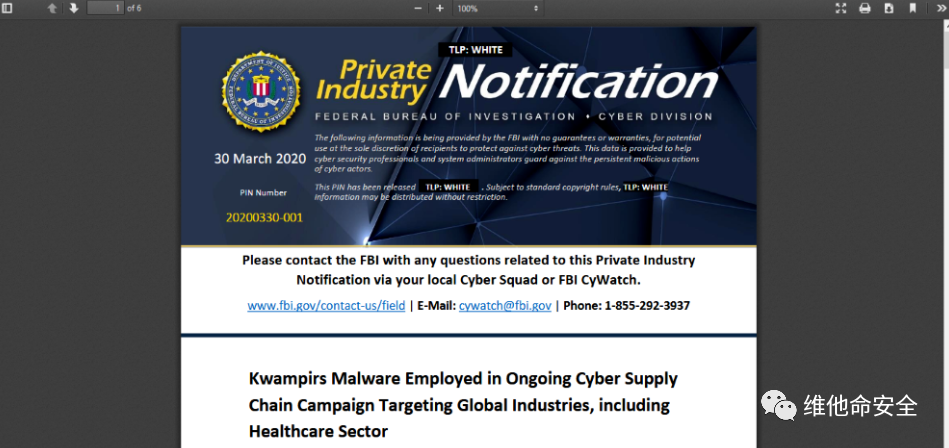 1 of 6
100%
TLP: WHITE
Private
Industry
Notification
FEDERAL BUREAU OF INVESTIGATION • CYBER DIVISION
The following information is being provided by the FBI with no guarantees or warranties, for potential
use at the sole discretion of recipients to protect against cyber threats. This data is provided to help
cyber security professionals and system administrators guard against the persistent malicious actions
of cyber actors.
30 March 2020
PIN Number
20200330-001
This PIN has been released TLP: WHITE . Subject to standard copyright rules, TLP: WHITE
information may be distributed without restriction.
Please contact the FBI with any questions related to this Private Industry
Notification via your local Cyber Squad or FBI CyWatch.
www.fbi.gov/contact-us/field | E-Mail: cywatch@fbi.gov | Phone: 1-855-292-3937
Kwampirs Malware Employed in Ongoing Cyber Supply
Chain Campaign Targeting Global Industries, including
Healthcare Sector
维他命安全